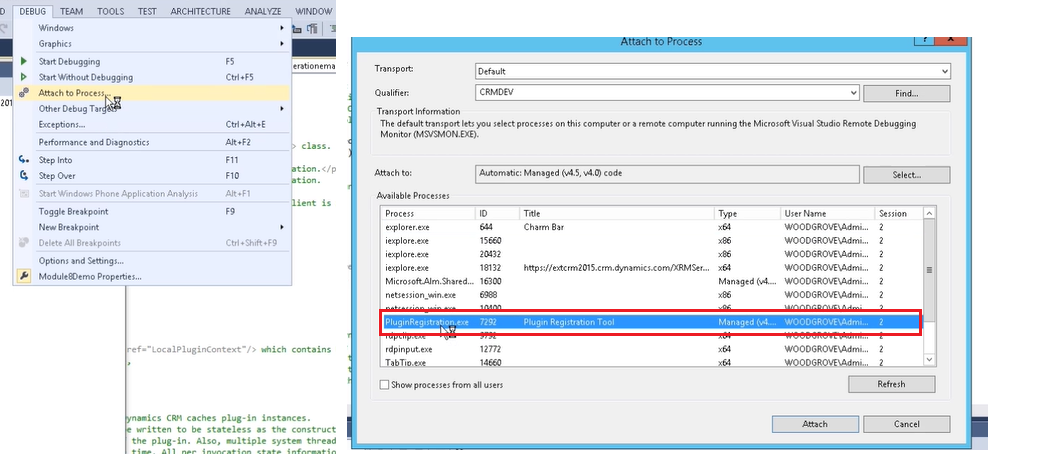 D DEBUG TEAM TOOLS TEST ARCHITECTURE ANALYZE WINDOW
Windows
Graphics
Start Debugging F5
Start Without Debugging Ctrl+F5
Attach to Process...
Other Debug Targets
Exceptions... Ctrl+Alt+E
Performance and Diagnostics Alt+F2
Step Into F11
Step Over F10
Start Windows Phone Application Analysis Alt+F1
Toggle Breakpoint F9
New Breakpoint
Delete All Breakpoints Ctrl+Shift+F9
Options and Settings...
Module8Demo Properties...
201
erationema
> class.
ation.</p
ation.
lient is
ref="LocalPluginContext"/> which contains
ynamics CRM caches plug-in instances.
e written to be stateless as the construct
the plug-in. Also, multiple system thread
time. All per invocation state informatio
Attach to Process
? x
Transport: Default
Qualifier: CRMDEV Find...
Transport Information
The default transport lets you select processes on this computer or a remote computer running the Microsoft Visual Studio Remote Debugging
Monitor (MSVSMON.EXE).
Attach to: Automatic: Managed (v4.5, v4.0) code Select...
Available Processes
Process ID Title Type User Name Session
explorer.exe 644 Charm Bar x64 WOODGROVE\Admi... 2
iexplore.exe 15660 x86 WOODGROVE\Admi... 2
iexplore.exe 20432 x86 WOODGROVE\Admi... 2
iexplore.exe 18132 https://extcrm2015.crm.dynamics.com/XRMSer... x64 WOODGROVE\Admi... 2
Microsoft.Alm.Shared... 16300 Managed (v4.... WOODGROVE\Admi... 2
netsession_win.exe 6988 x86 WOODGROVE\Admi... 2
netsession_win.exe 10400 x86 WOODGROVE\Admi... 2
PluginRegistration.exe 7292 Plugin Registration Tool Managed (v4.... WOODGROVE\Admi... 2
rdpclip.exe 3732 x64 WOODGROVE\Admi... 2
rdpinput.exe 12772 x64 WOODGROVE\Admi... 2
TabTip.exe 14660 x64 WOODGROVE\Admi... 2
Show processes from all users Refresh
Attach Cancel